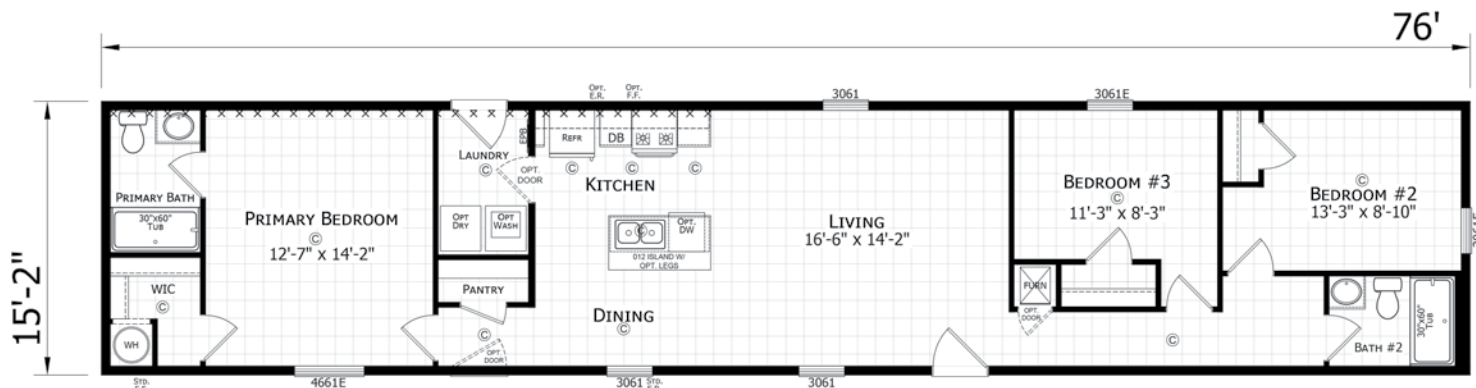 76'
15'-2"
OPT.
E.R.
OPT.
F.F.
3061
3061E
PRIMARY BATH
30"x60"
TUB
PRIMARY BEDROOM
12'-7" x 14'-2"
C
WIC
C
WH
LAUNDRY
C
EPB
OPT.
DOOR
OPT
DRY
OPT
WASH
PANTRY
C
OPT.
DOOR
REFR
DB
C
C
C
KITCHEN
C
OPT.
DW
012 ISLAND W/
OPT. LEGS
DINING
C
LIVING
16'-6" x 14'-2"
BEDROOM #3
11'-3" x 8'-3"
C
FURN
OPT.
DOOR
C
BEDROOM #2
13'-3" x 8'-10"
C
BATH #2
30"x60"
TUB
STD.
4661E
3061
STD.
3061